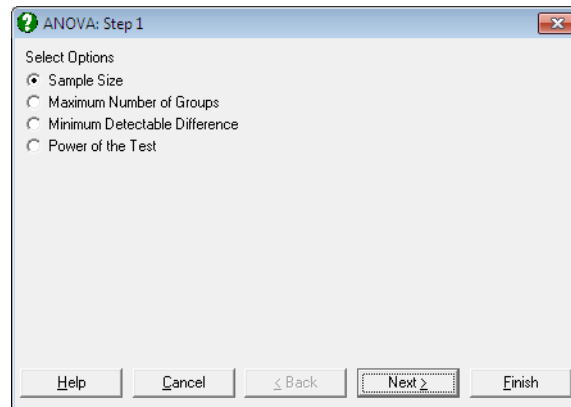 ANOVA: Step 1
Select Options
Sample Size
Maximum Number of Groups
Minimum Detectable Difference
Power of the Test
Help Cancel < Back Next > Finish